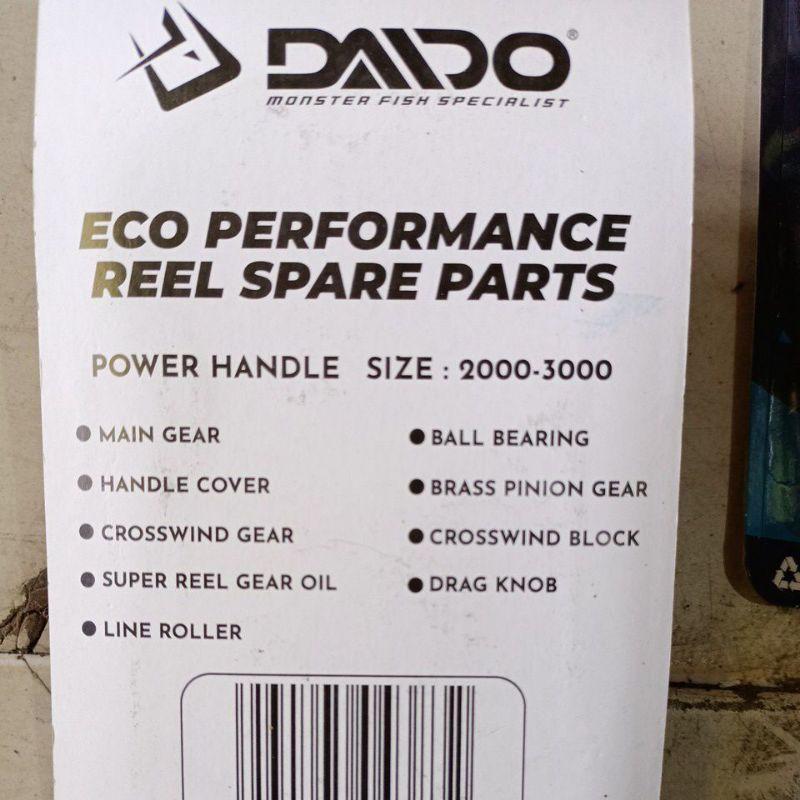 DAIDO®
MONSTER FISH SPECIALIST
ECO PERFORMANCE
REEL SPARE PARTS
POWER HANDLE SIZE : 2000-3000
● MAIN GEAR
● HANDLE COVER
● CROSSWIND GEAR
● SUPER REEL GEAR OIL
● LINE ROLLER
● BALL BEARING
● BRASS PINION GEAR
● CROSSWIND BLOCK
● DRAG KNOB